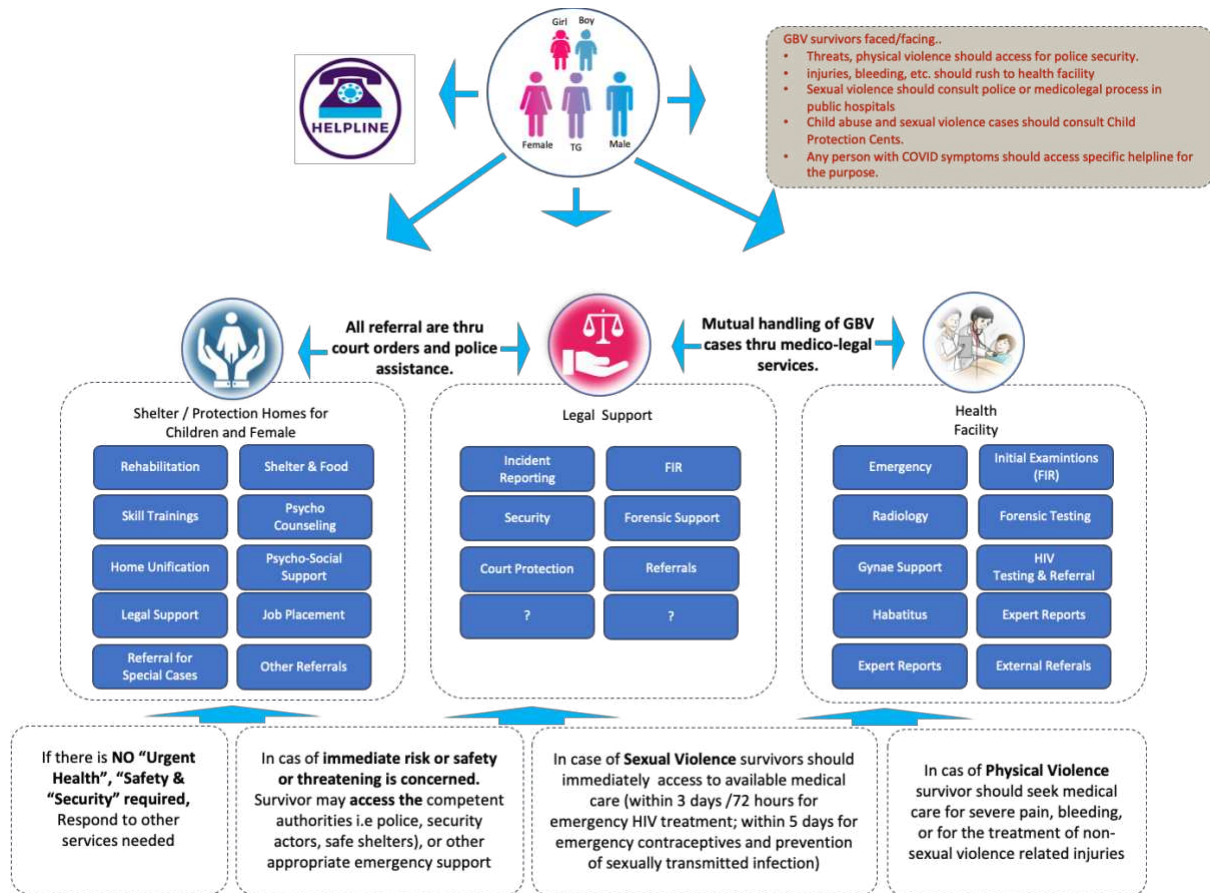 Girl
Boy
Female
TG
Male
HELPLINE
GBV survivors faced/facing..
• Threats, physical violence should access for police security.
• injuries, bleeding, etc. should rush to health facility
• Sexual violence should consult police or medicolegal process in
public hospitals
• Child abuse and sexual violence cases should consult Child
Protection Cents.
• Any person with COVID symptoms should access specific helpline for
the purpose.
All referral are thru
court orders and police
assistance.
Mutual handling of GBV
cases thru medico-legal
services.
Shelter / Protection Homes for
Children and Female
Rehabilitation
Shelter & Food
Skill Trainings
Psycho
Counseling
Home Unification
Psycho-Social
Support
Legal Support
Job Placement
Referral for
Special Cases
Other Referrals
Legal Support
Incident
Reporting
FIR
Security
Forensic Support
Court Protection
Referrals
?
?
Health
Facility
Emergency
Initial Examintions
(FIR)
Radiology
Forensic Testing
Gynae Support
HIV
Testing & Referral
Habatitus
Expert Reports
Expert Reports
External Referrals
If there is NO “Urgent
Health”, “Safety &
“Security” required,
Respond to other
services needed
In cas of immediate risk or safety
or threatening is concerned.
Survivor may access the competent
authorities i.e police, security
actors, safe shelters), or other
appropriate emergency support
In case of Sexual Violence survivors should
immediately access to available medical
care (within 3 days /72 hours for
emergency HIV treatment; within 5 days for
emergency contraceptives and prevention
of sexually transmitted infection)
In cas of Physical Violence
survivor should seek medical
care for severe pain, bleeding,
or for the treatment of non-
sexual violence related injuries